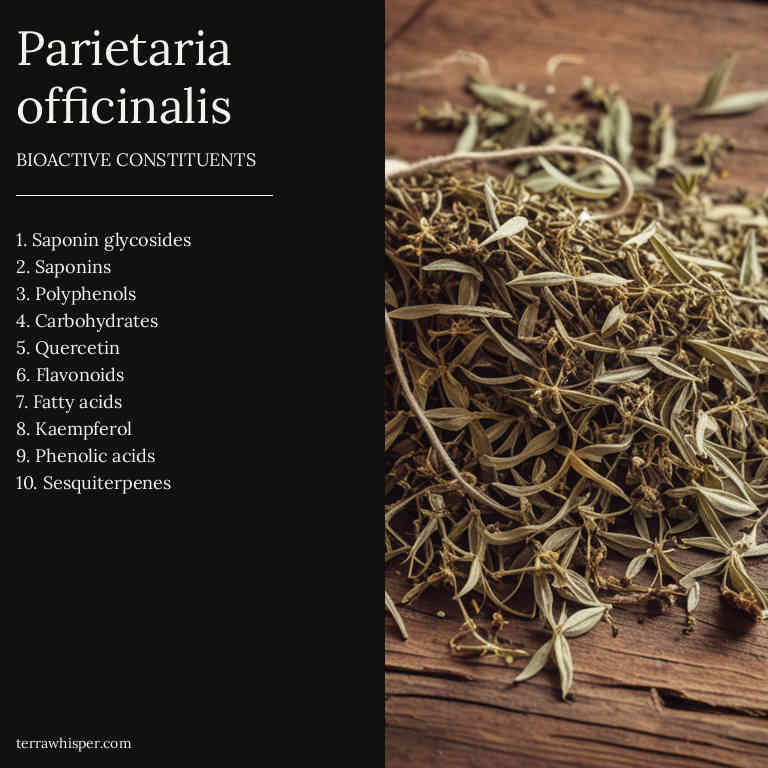 Parietaria
officinalis
BIOACTIVE CONSTITUENTS
1. Saponin glycosides
2. Saponins
3. Polyphenols
4. Carbohydrates
5. Quercetin
6. Flavonoids
7. Fatty acids
8. Kaempferol
9. Phenolic acids
10. Sesquiterpenes
terrawhisper.com